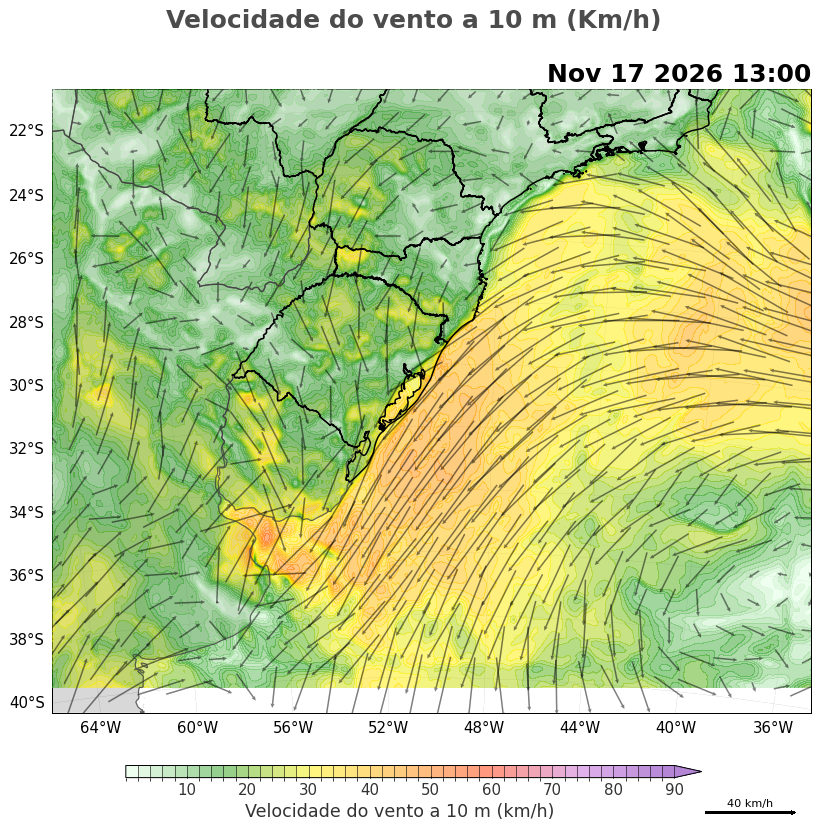 Velocidade do vento a 10 m (Km/h)
Nov 17 2026 13:00
22°S
24°S
26°S
28°S
30°S
32°S
34°S
36°S
38°S
40°S
64°W 60°W 56°W 52°W 48°W 44°W 40°W 36°W
10 20 30 40 50 60 70 80 90
Velocidade do vento a 10 m (km/h)
40 km/h